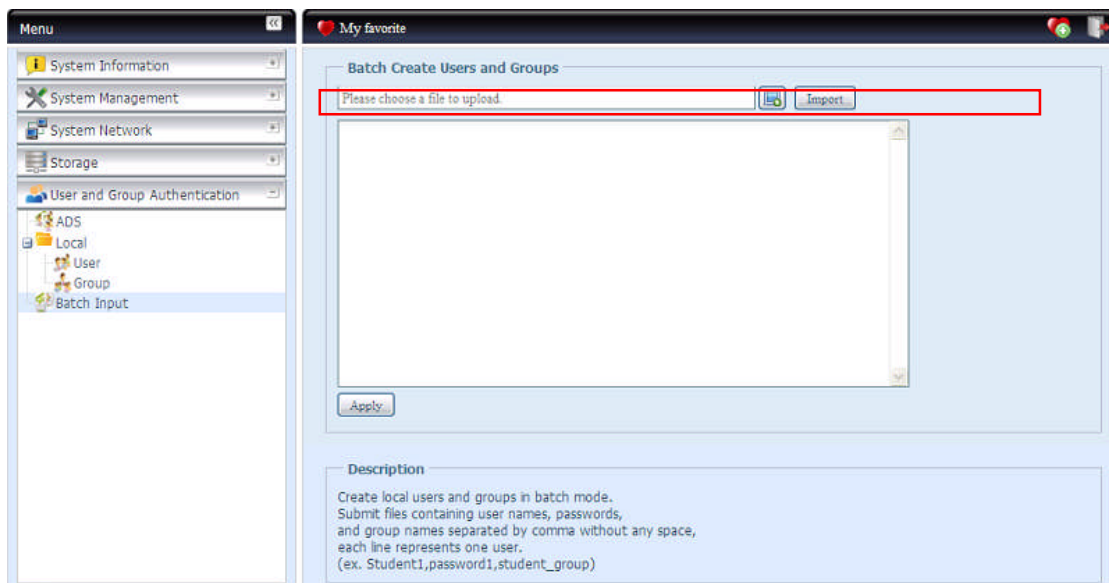 Menu
My favorite
System Information
System Management
System Network
Storage
User and Group Authentication
ADS
Local
User
Group
Batch Input
Batch Create Users and Groups
Please choose a file to upload.
Import
Apply
Description
Create local users and groups in batch mode.
Submit files containing user names, passwords,
and group names separated by comma without any space,
each line represents one user.
(ex. Student1,password1,student_group)